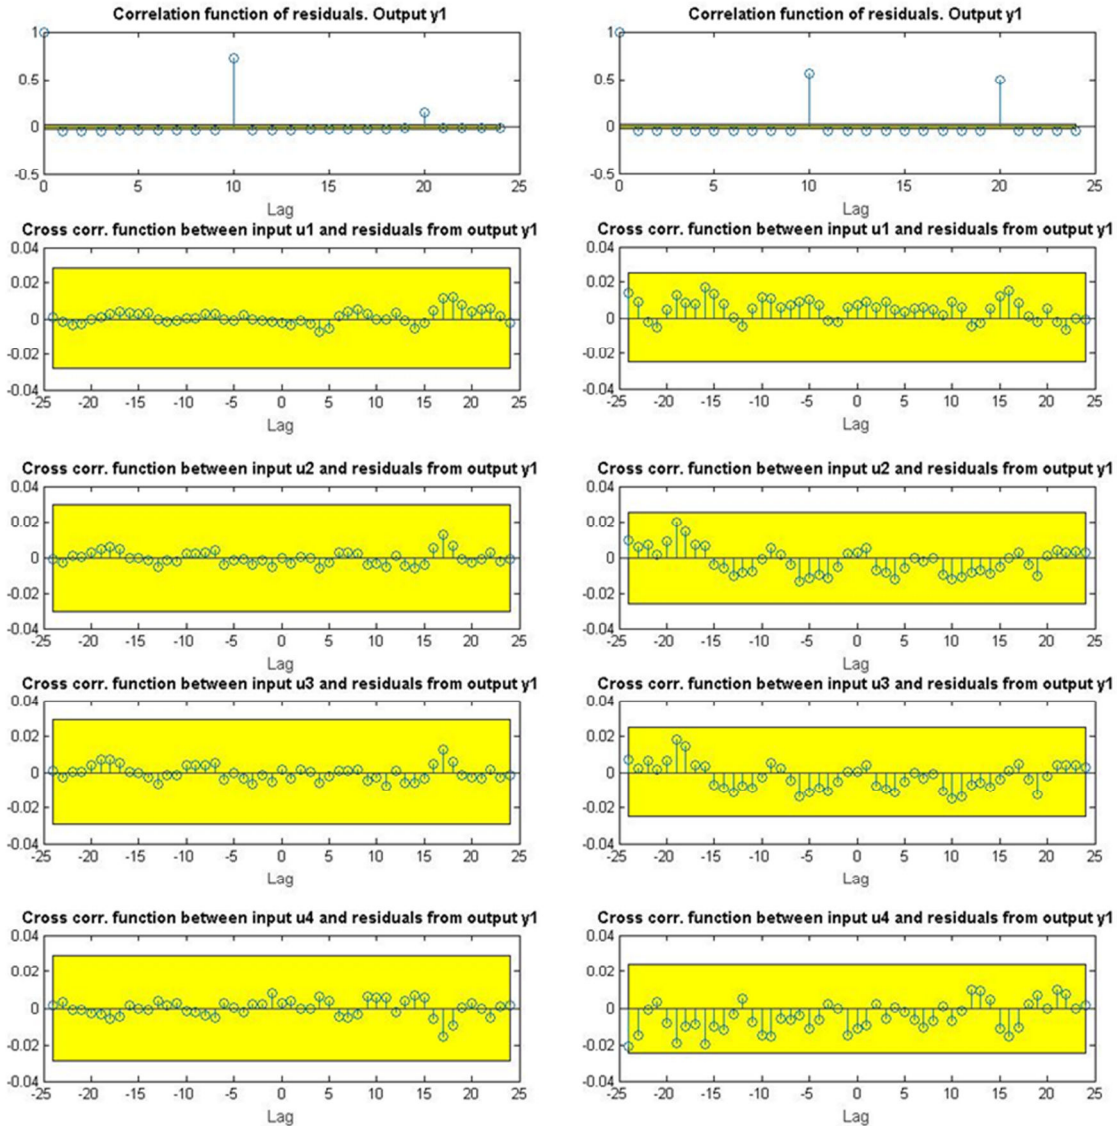 Correlation function of residuals. Output y1
1
0.5
0
-0.5
0 5 10 15 20 25
Lag
Correlation function of residuals. Output y1
1
0.5
0
-0.5
0 5 10 15 20 25
Lag
Cross corr. function between input u1 and residuals from output y1
0.04
0.02
0
-0.02
-0.04
-25 -20 -15 -10 -5 0 5 10 15 20 25
Lag
Cross corr. function between input u1 and residuals from output y1
0.04
0.02
0
-0.02
-0.04
-25 -20 -15 -10 -5 0 5 10 15 20 25
Lag
Cross corr. function between input u2 and residuals from output y1
0.04
0.02
0
-0.02
-0.04
-25 -20 -15 -10 -5 0 5 10 15 20 25
Lag
Cross corr. function between input u2 and residuals from output y1
0.04
0.02
0
-0.02
-0.04
-25 -20 -15 -10 -5 0 5 10 15 20 25
Lag
Cross corr. function between input u3 and residuals from output y1
0.04
0.02
0
-0.02
-0.04
-25 -20 -15 -10 -5 0 5 10 15 20 25
Lag
Cross corr. function between input u3 and residuals from output y1
0.04
0.02
0
-0.02
-0.04
-25 -20 -15 -10 -5 0 5 10 15 20 25
Lag
Cross corr. function between input u4 and residuals from output y1
0.04
0.02
0
-0.02
-0.04
-25 -20 -15 -10 -5 0 5 10 15 20 25
Lag
Cross corr. function between input u4 and residuals from output y1
0.04
0.02
0
-0.02
-0.04
-25 -20 -15 -10 -5 0 5 10 15 20 25
Lag